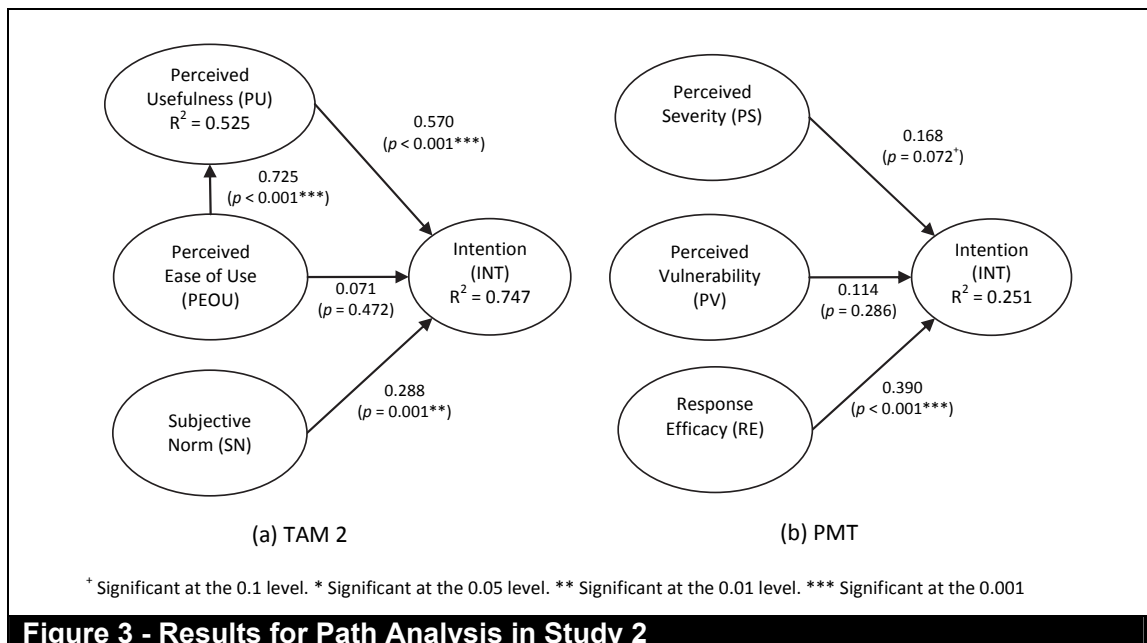 Perceived
Usefulness (PU)
R² = 0.525
0.570
(p < 0.001***)
0.725
(p < 0.001***)
Perceived
Ease of Use
(PEOU)
0.071
(p = 0.472)
Intention
(INT)
R² = 0.747
0.288
(p = 0.001**)
Subjective
Norm (SN)
(a) TAM 2
Perceived
Severity (PS)
0.168
(p = 0.072⁺)
Perceived
Vulnerability
(PV)
0.114
(p = 0.286)
Intention
(INT)
R² = 0.251
0.390
(p < 0.001***)
Response
Efficacy (RE)
(b) PMT
⁺ Significant at the 0.1 level. * Significant at the 0.05 level. ** Significant at the 0.01 level. *** Significant at the 0.001
Figure 3 - Results for Path Analysis in Study 2